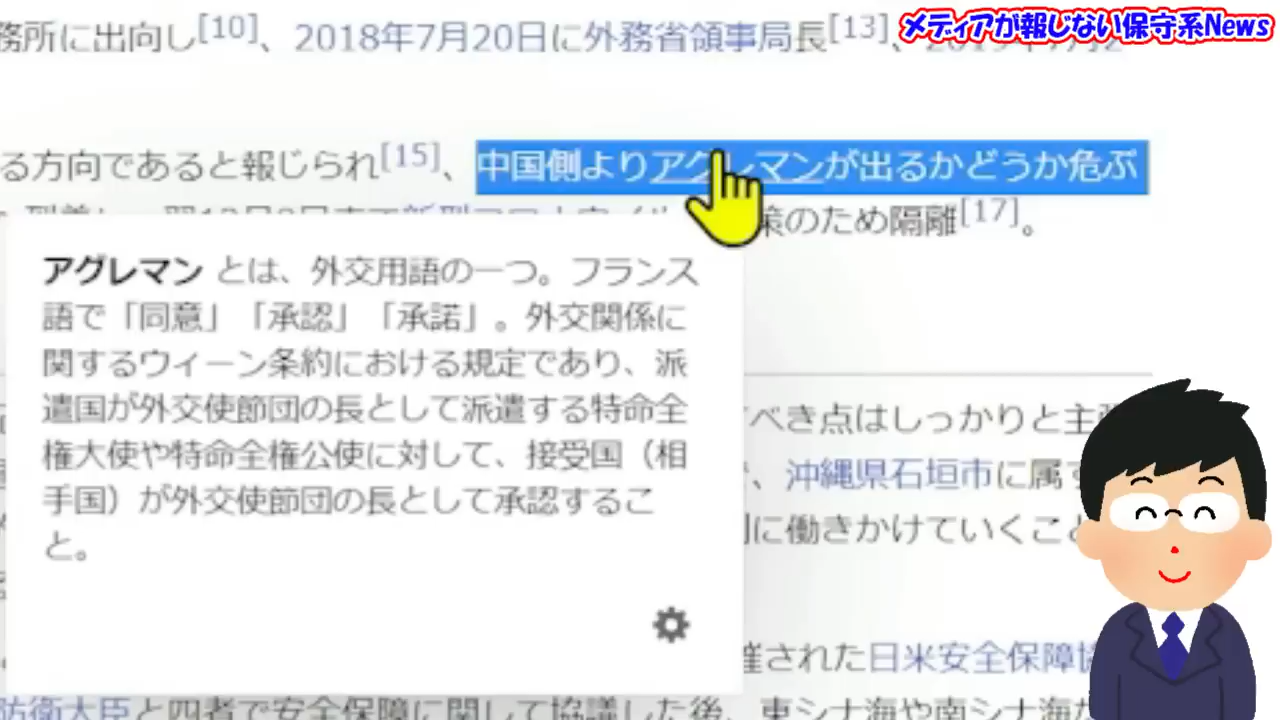 メディアが報じない保守系News
務所に出向し[10]、2018年7月20日に外務省領事局長[13]、
る方向であると報じられ[15]、中国側よりアグレマンが出るかどうか危ぶ
策のため隔離[17]。
アグレマン とは、外交用語の一つ。フランス
語で「同意」「承認」「承諾」。外交関係に
関するウィーン条約における規定であり、派
遣国が外交使節団の長として派遣する特命全
権大使や特命全権公使に対して、接受国（相
手国）が外交使節団の長として承認するこ
と。
べき点はしっかりと主
、沖縄県石垣市に属す
に働きかけていくこと
催された日米安全保障協
防衛大臣と四者で安全保障に関して協議した後、東シナ海や南シナ海